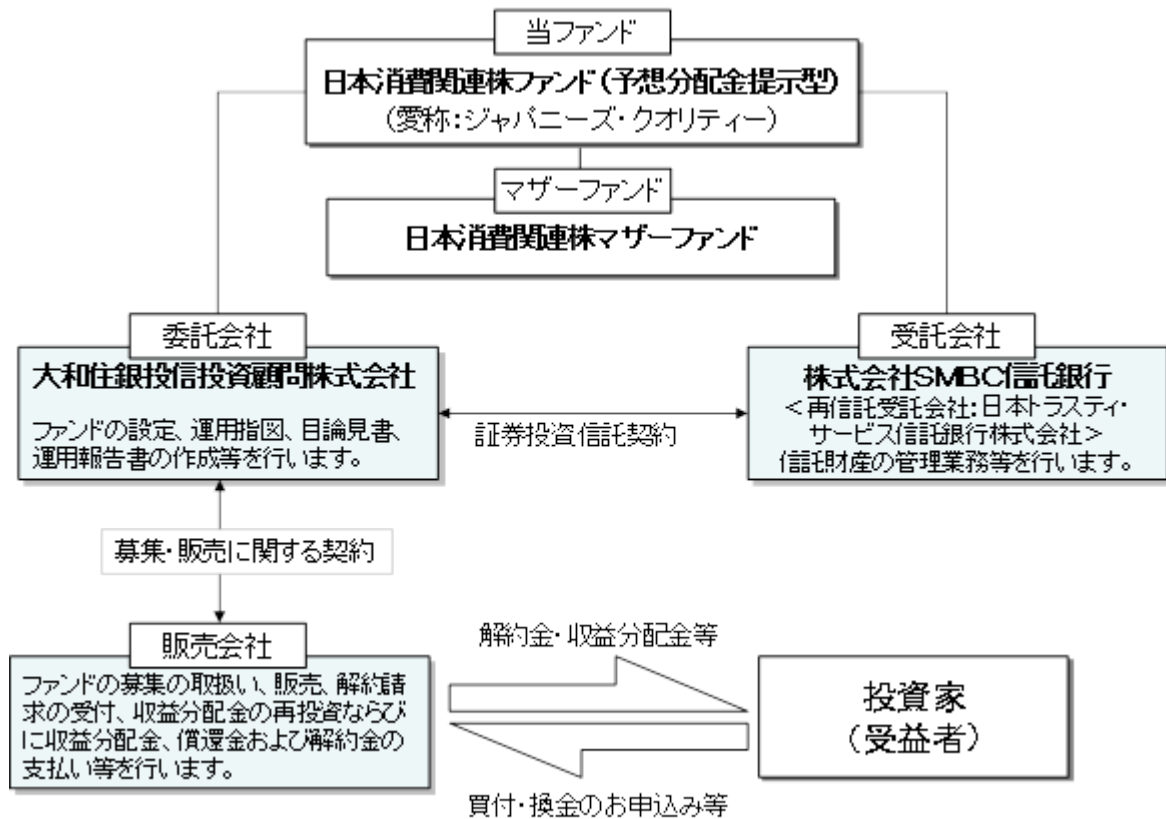 当ファンド
日本消費関連株ファンド(予想分配金提示型)
(愛称:ジャパニーズ・クオリティー)
マザーファンド
日本消費関連株マザーファンド
委託会社
大和住銀投信投資顧問株式会社
ファンドの設定、運用指図、目論見書、
運用報告書の作成等を行います。
証券投資信託契約
受託会社
株式会社SMBC信託銀行
<再信託受託会社:日本トラスティ・
サービス信託銀行株式会社>
信託財産の管理業務等を行います。
募集・販売に関する契約
販売会社
ファンドの募集の取扱い、販売、解約請
求の受付、収益分配金の再投資ならび
に収益分配金、償還金および解約金の
支払い等を行います。
解約金・収益分配金等
買付・換金のお申込み等
投資家
(受益者)